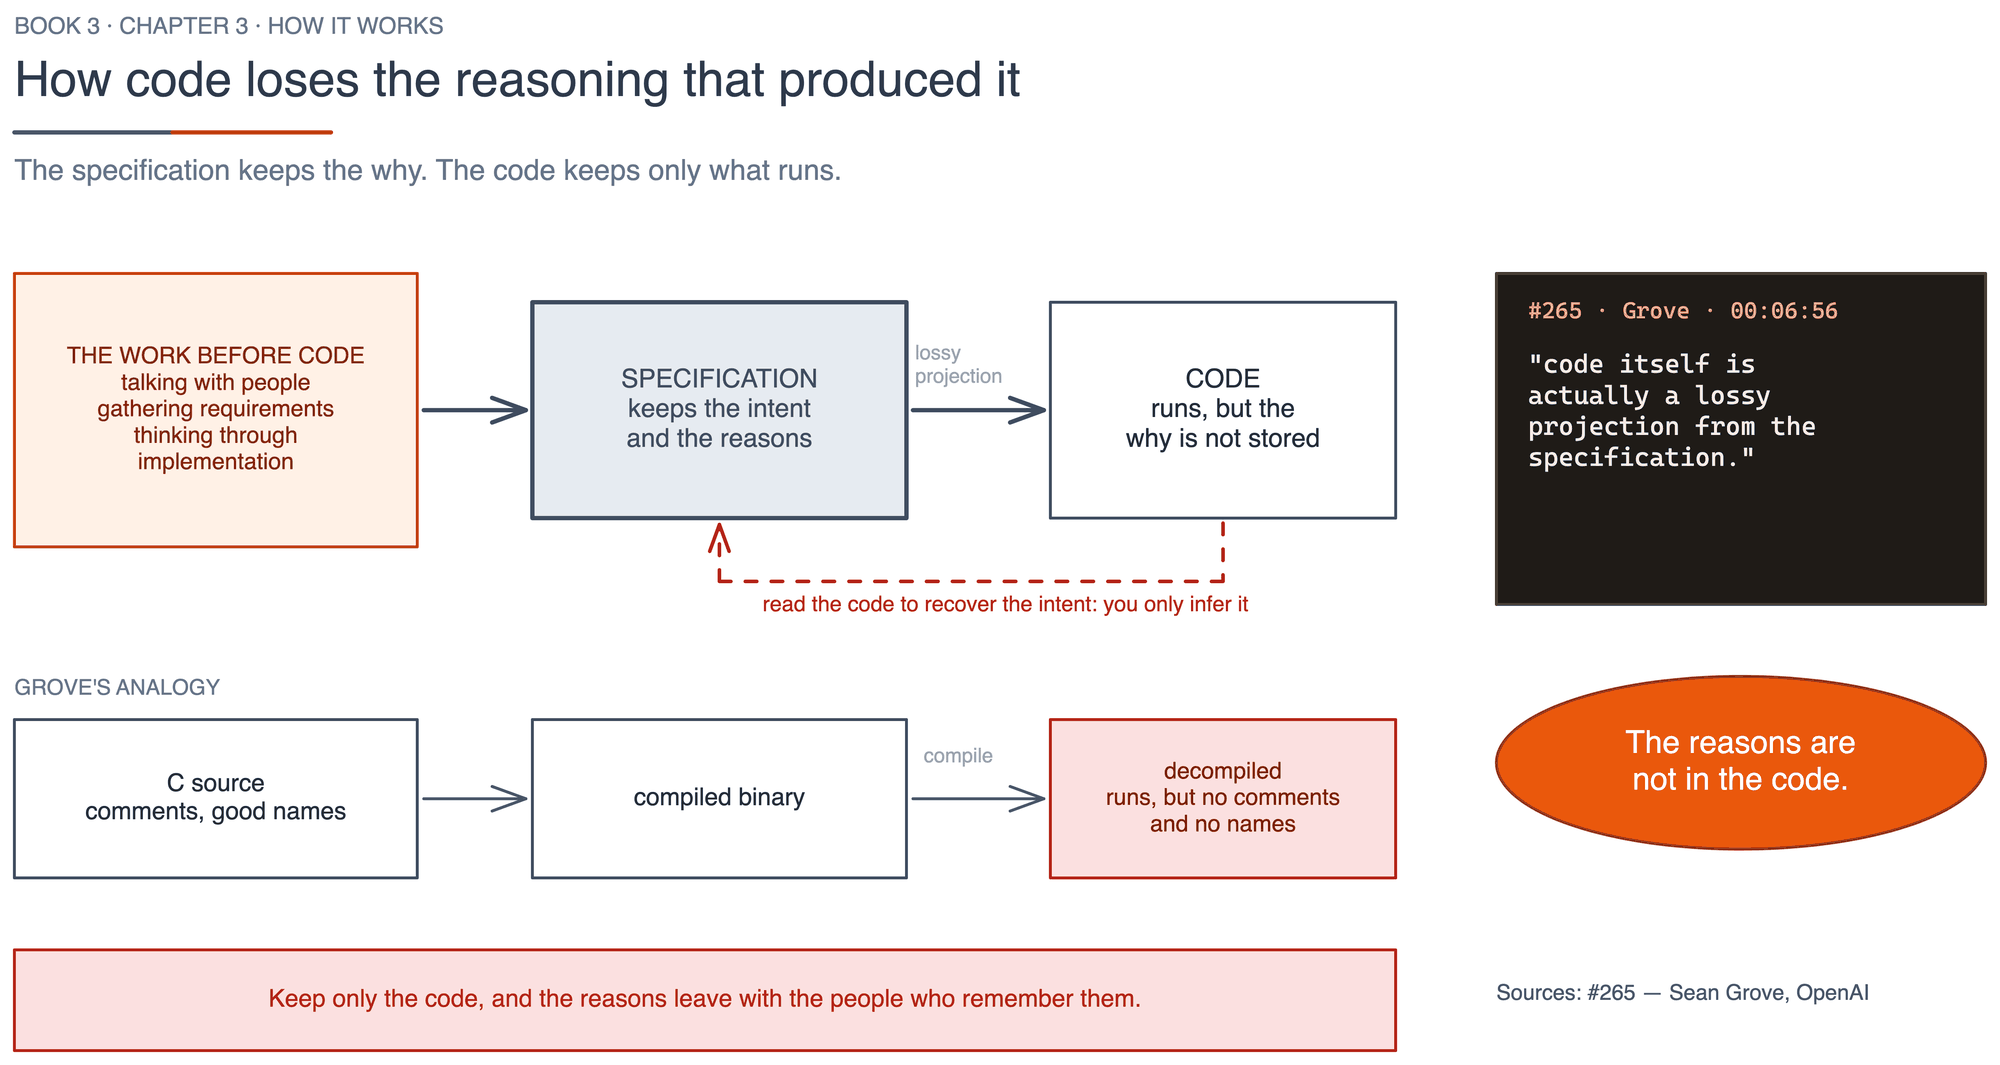 BOOK 3 · CHAPTER 3 · HOW IT WORKS
How code loses the reasoning that produced it
The specification keeps the why. The code keeps only what runs.
THE WORK BEFORE CODE
talking with people
gathering requirements
thinking through
implementation
SPECIFICATION
keeps the intent
and the reasons
lossy
projection
CODE
runs, but the
why is not stored
read the code to recover the intent: you only infer it
#265 · Grove · 00:06:56
"code itself is
actually a lossy
projection from the
specification."
GROVE'S ANALOGY
C source
comments, good names
compiled binary
compile
decompiled
runs, but no comments
and no names
The reasons are
not in the code.
Keep only the code, and the reasons leave with the people who remember them.
Sources: #265 — Sean Grove, OpenAI